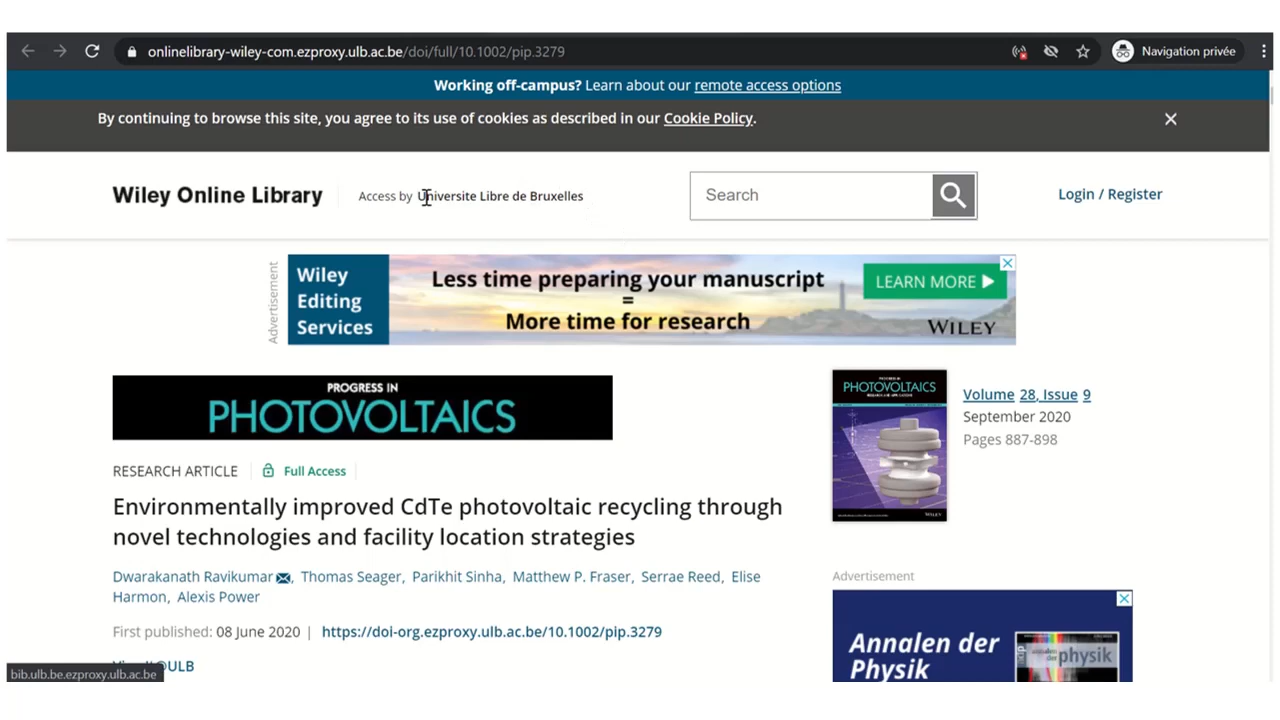 onlinelibrary-wiley-com.ezproxy.ulb.ac.be/doi/full/10.1002/pip.3279
Navigation privée
Working off-campus? Learn about our remote access options
By continuing to browse this site, you agree to its use of cookies as described in our Cookie Policy.
Wiley Online Library
Access by Universite Libre de Bruxelles
Search
Login / Register
Advertisement
Wiley
Editing
Services
Less time preparing your manuscript
=
More time for research
LEARN MORE
WILEY
PROGRESS IN
PHOTOVOLTAICS
PHOTOVOLTAICS
Volume 28, Issue 9
September 2020
Pages 887-898
RESEARCH ARTICLE
Full Access
Environmentally improved CdTe photovoltaic recycling through
novel technologies and facility location strategies
Dwarakanath Ravikumar, Thomas Seager, Parikhit Sinha, Matthew P. Fraser, Serrae Reed, Elise
Harmon, Alexis Power
First published: 08 June 2020 | https://doi-org.ezproxy.ulb.ac.be/10.1002/pip.3279
@ULB
bib.ulb.be.ezproxy.ulb.ac.be
Advertisement
Annalen der
Physik
annalen
physik